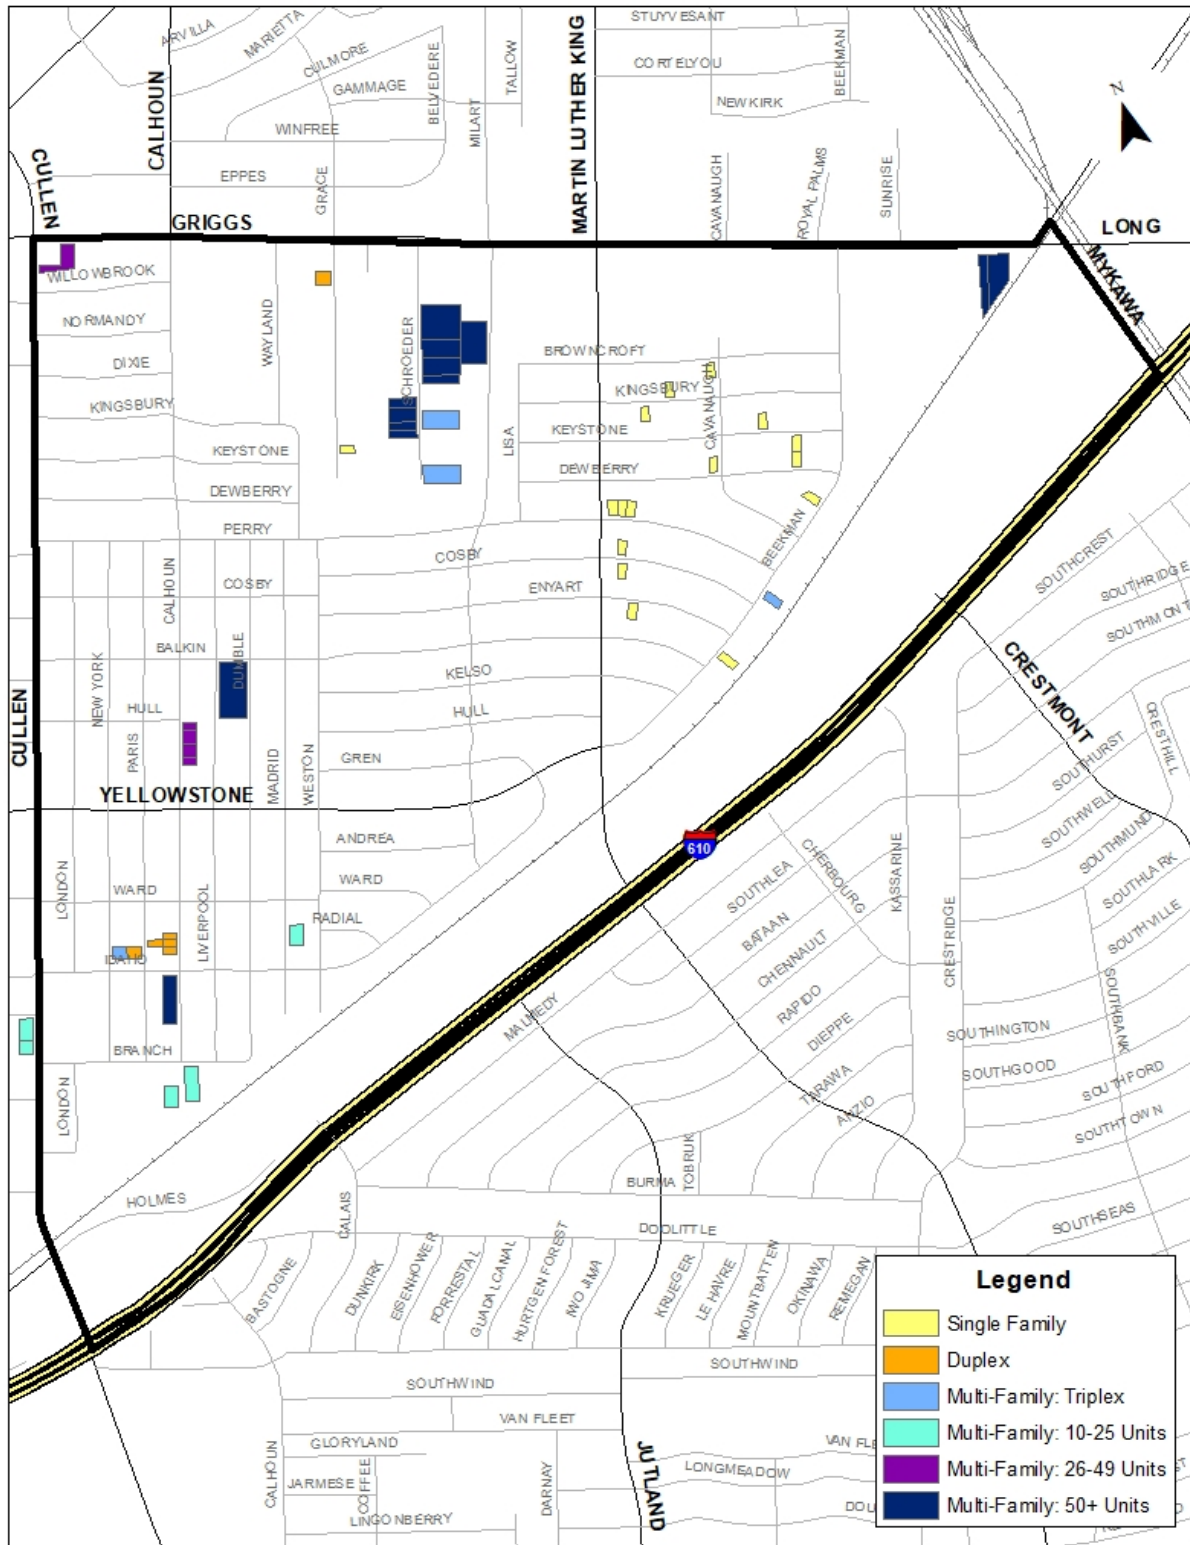 STUYVESANT
ARVILLA
MARIETTA
CULMORE
BELVEDERE
TALLOW
MARTIN LUTHER KING
CORTELYOU
BEEKMAN
GAMMAGE
NEWKIRK
N
CALHOUN
MILART
WINFREE
CULLEN
EPPES
GRACE
CAVANAUGH
ROYAL PALMS
SUNRISE
GRIGGS
LONG
MYKAWA
WILLOWBROOK
NORMANDY
WAYLAND
SCHROEDER
BROWNCROFT
DIXIE
KINGSBURY
CAVANAUGH
KINGSBURY
KEYSTONE
LISA
KEYSTONE
DEWBERRY
DEWBERRY
PERRY
BEEKMAN
COSBY
SOUTHCREST
CALHOUN
COSBY
ENYART
SOUTHRIDGE
SOUTHMONT
BALKIN
DUMBLE
KELSO
CRESTMONT
NEW YORK
CULLEN
HULL
HULL
CRESTHILL
PARIS
GREN
MADRID
WESTON
SOUTHURST
YELLOWSTONE
610
ANDREA
SOUTHWELL
SOUTHMUND
CHERBOURG
KASSARINE
LONDON
WARD
WARD
SOUTHLEA
SOUTHLARK
LIVERPOOL
RADIAL
BATAAN
CRESTRIDGE
SOUTHVILLE
IDAHO
CHENNAULT
RAPIDO
SOUTHBANK
MALMEDY
DIEPPE
SOUTHINGTON
BRANCH
SOUTHGOOD
LONDON
TARAWA
SOUTHFORD
ANZIO
SOUTHTOWN
TOBRUK
BURMA
HOLMES
CALAIS
DOOLITTLE
SOUTHSEAS
BASTOGNE
DUNKIRK
EISENHOWER
FORRESTAL
GUADALCANAL
HURTGEN FOREST
IWO JIMA
KRUEGER
LE HAVRE
MOUNTBATTEN
OKINAWA
REMEGAN
SOUTHWIND
SOUTHWIND
VAN FLEET
GLORYLAND
VAN FLE
CALHOUN
JARMESE
COFFEE
DARNAY
JUTLAND
LONGMEADOW
LINGONBERRY
DOL
Legend
Single Family
Duplex
Multi-Family: Triplex
Multi-Family: 10-25 Units
Multi-Family: 26-49 Units
Multi-Family: 50+ Units